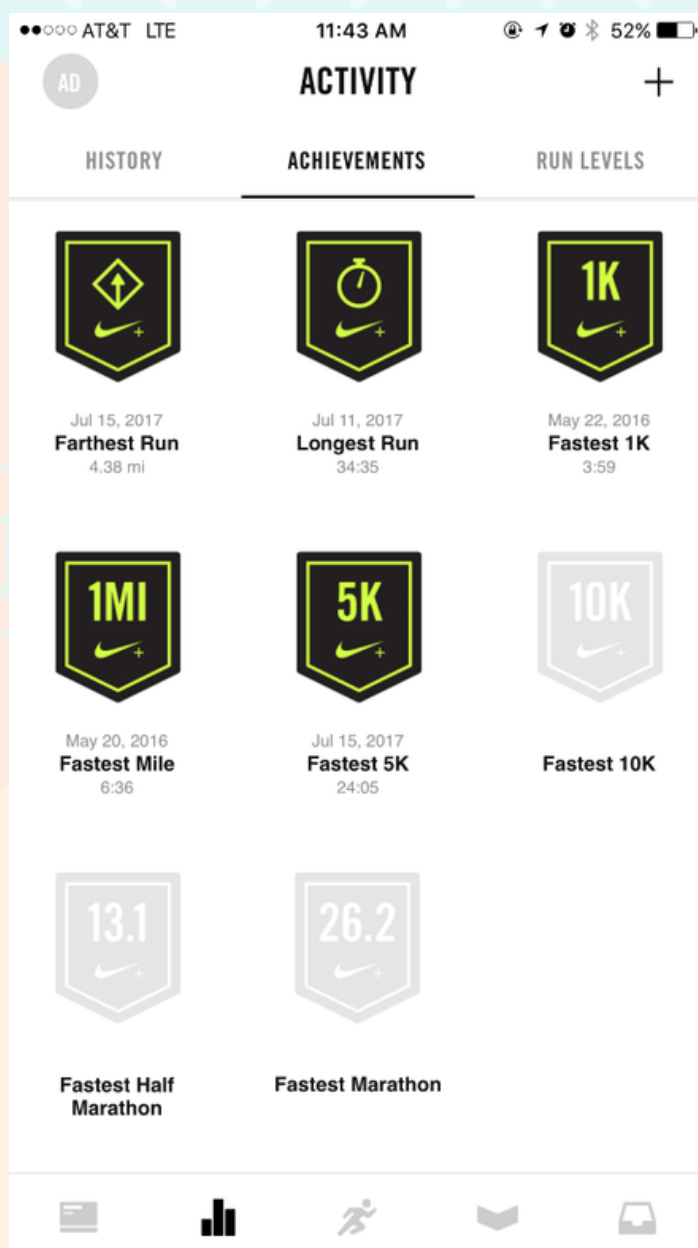 AT&T LTE 11:43 AM 52%
AD ACTIVITY +
HISTORY ACHIEVEMENTS RUN LEVELS
1K
Jul 15, 2017 Jul 11, 2017 May 22, 2016
Farthest Run Longest Run Fastest 1K
4.38 mi 34:35 3:59
1MI 5K 10K
May 20, 2016 Jul 15, 2017
Fastest Mile Fastest 5K Fastest 10K
6:36 24:05
13.1 26.2
Fastest Half Fastest Marathon
Marathon